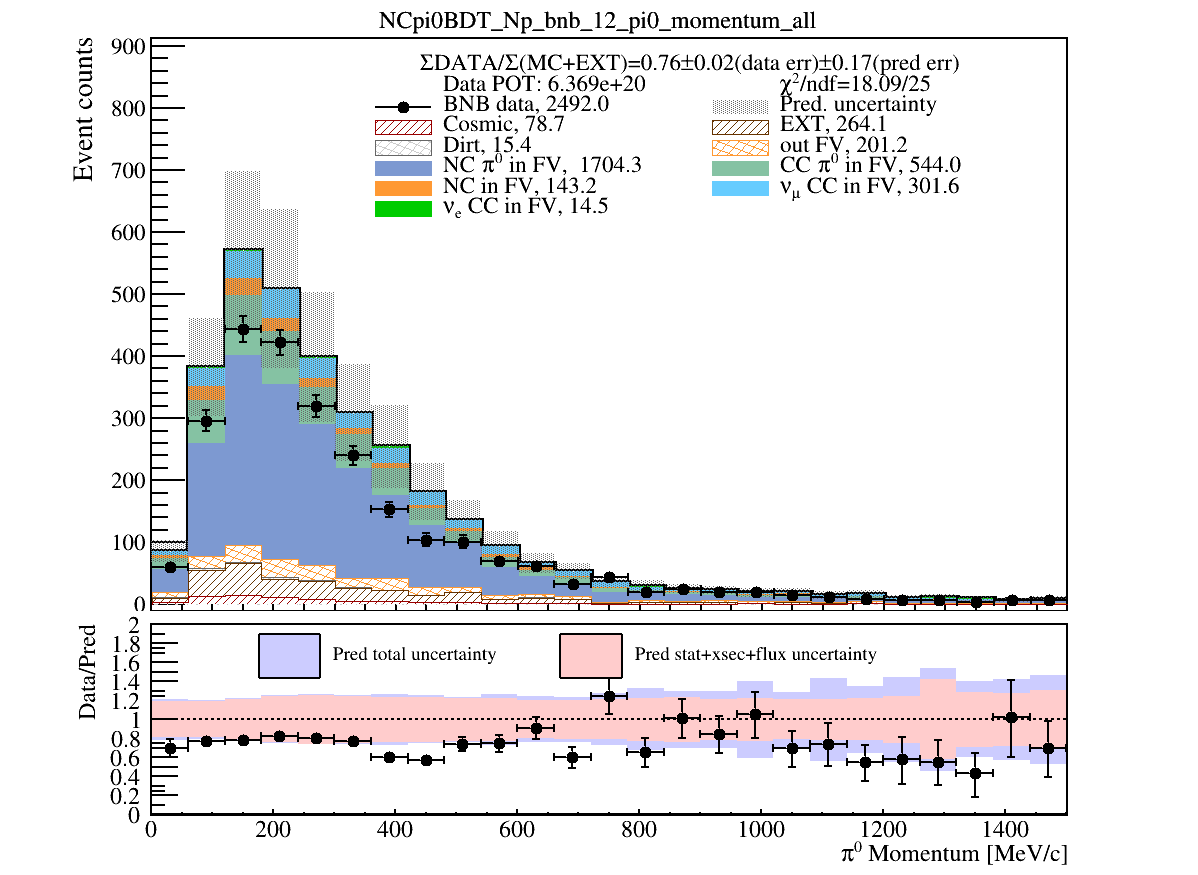 NCpi0BDT_Np_bnb_12_pi0_momentum_all
ΣDATA/Σ(MC+EXT)=0.76±0.02(data err)±0.17(pred err)
Data POT: 6.369e+20 χ²/ndf=18.09/25
BNB data, 2492.0 Pred. uncertainty
Cosmic, 78.7 EXT, 264.1
Dirt, 15.4 out FV, 201.2
NC π⁰ in FV, 1704.3 CC π⁰ in FV, 544.0
NC in FV, 143.2 νμ CC in FV, 301.6
νe CC in FV, 14.5
Event counts
900
800
700
600
500
400
300
200
100
0
Pred total uncertainty Pred stat+xsec+flux uncertainty
Data/Pred
2
1.8
1.6
1.4
1.2
1
0.8
0.6
0.4
0.2
0
0 200 400 600 800 1000 1200 1400
π⁰ Momentum [MeV/c]